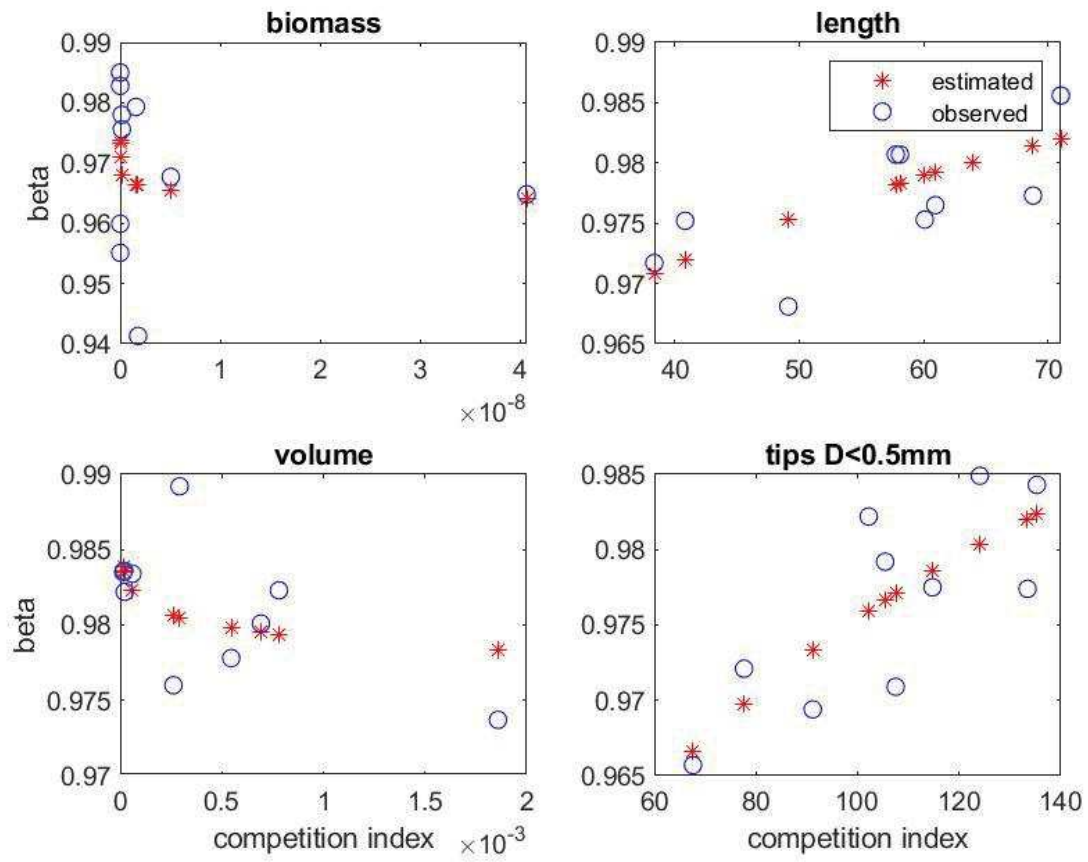 biomass
0.99
0.98
0.97
0.96
0.95
0.94
beta
0 1 2 3 4
×10-8
length
0.99
0.985
0.98
0.975
0.97
0.965
estimated
observed
40 50 60 70
volume
0.99
0.985
0.98
0.975
0.97
beta
0 0.5 1 1.5 2
competition index ×10-3
tips D<0.5mm
0.985
0.98
0.975
0.97
0.965
60 80 100 120 140
competition index